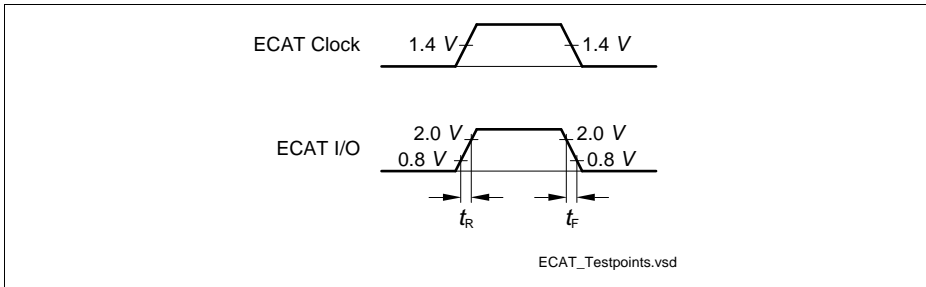 ECAT Clock 1.4 V 1.4 V
2.0 V 2.0 V
ECAT I/O
0.8 V 0.8 V
tR tF
ECAT_Testpoints.vsd